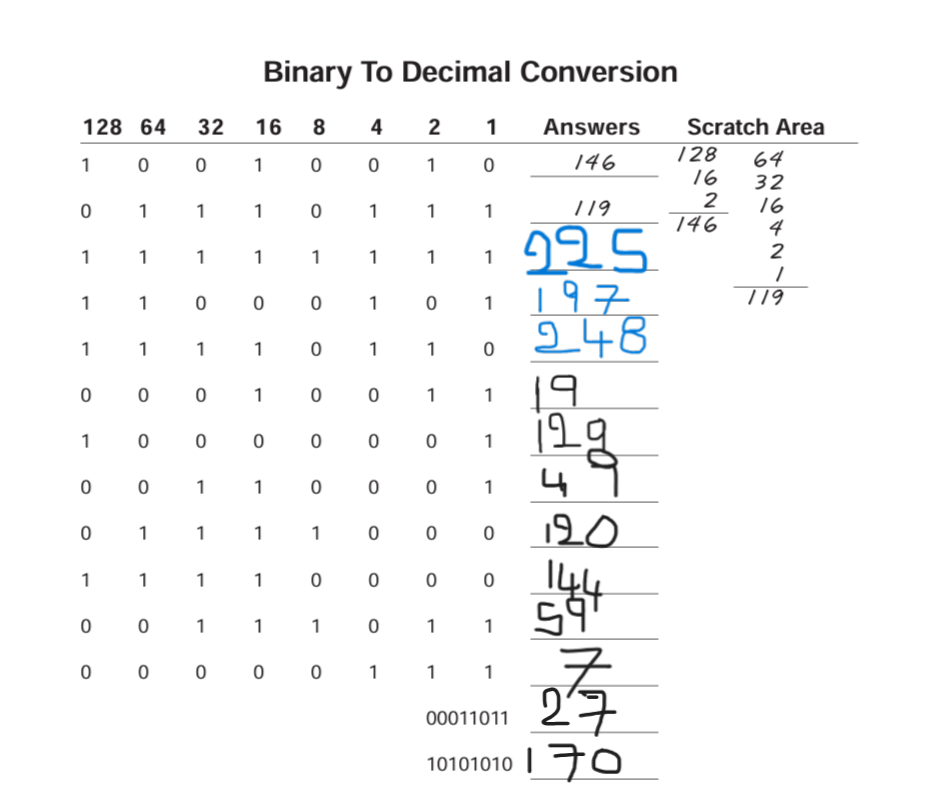 Binary To Decimal Conversion
128 64 32 16 8 4 2 1 Answers Scratch Area
1 0 0 1 0 0 1 0 146 128 64
16 32
0 1 1 1 0 1 1 1 119 2 16
146 4
1 1 1 1 1 1 1 1 225 2
1
1 1 0 0 0 1 0 1 197 119
1 1 1 1 0 1 1 0 248
0 0 0 1 0 0 1 1 19
1 0 0 0 0 0 0 1 129
0 0 1 1 0 0 0 1 49
0 1 1 1 1 0 0 0 120
1 1 1 1 0 0 0 0 144
0 0 1 1 1 0 1 1 59
0 0 0 0 0 1 1 1 7
00011011 27
10101010 170